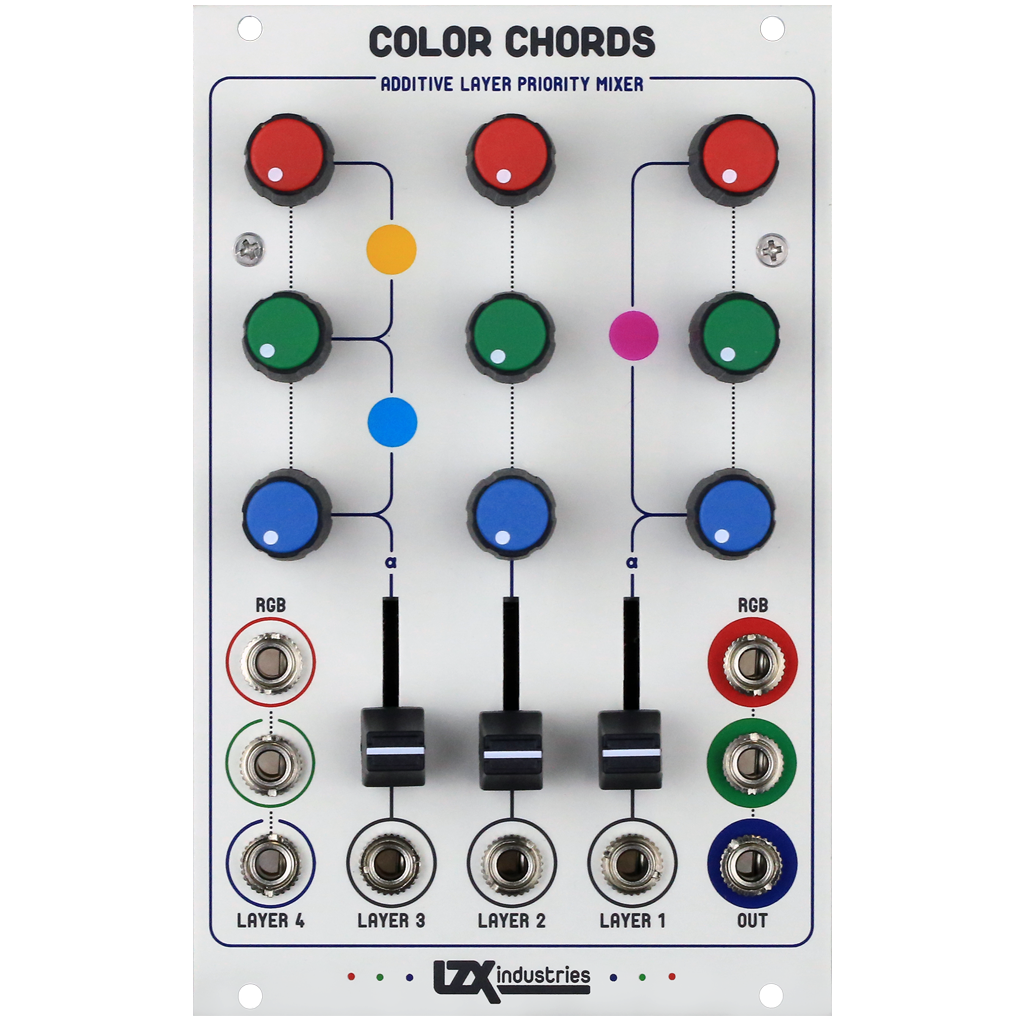 COLOR CHORDS
ADDITIVE LAYER PRIORITY MIXER
α α
RGB RGB
LAYER 4 LAYER 3 LAYER 2 LAYER 1 OUT
LZX industries